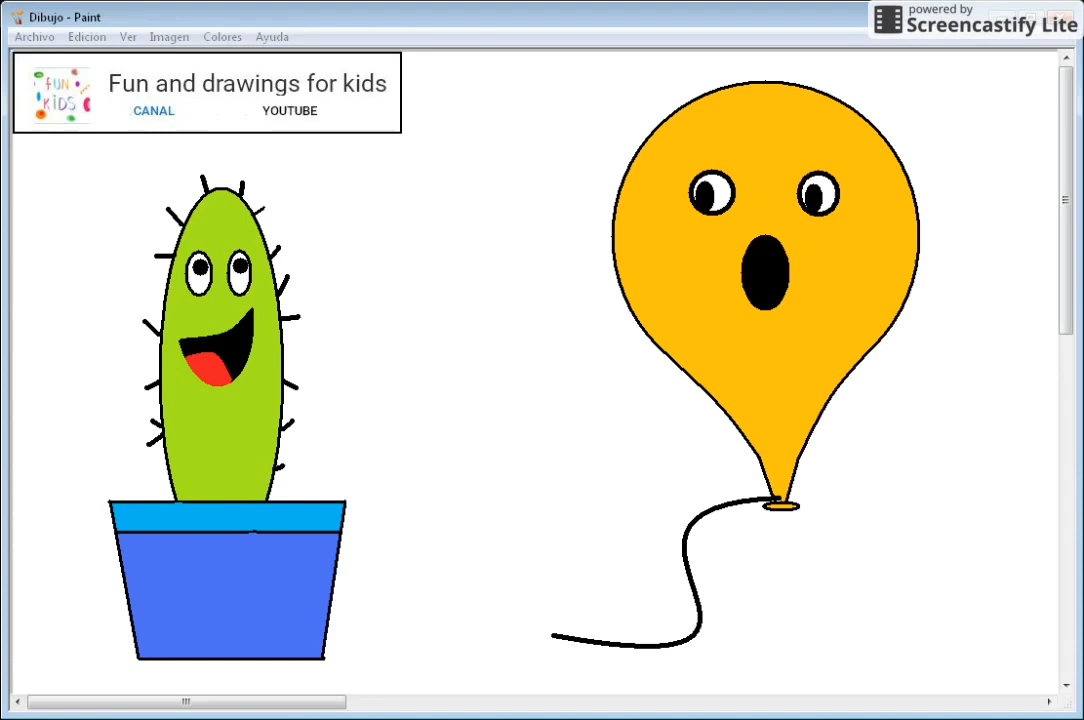 Dibujo - Paint
powered by
Screencastify Lite
Archivo Edicion Ver Imagen Colores Ayuda
FUN
KIDS
Fun and drawings for kids
CANAL YOUTUBE